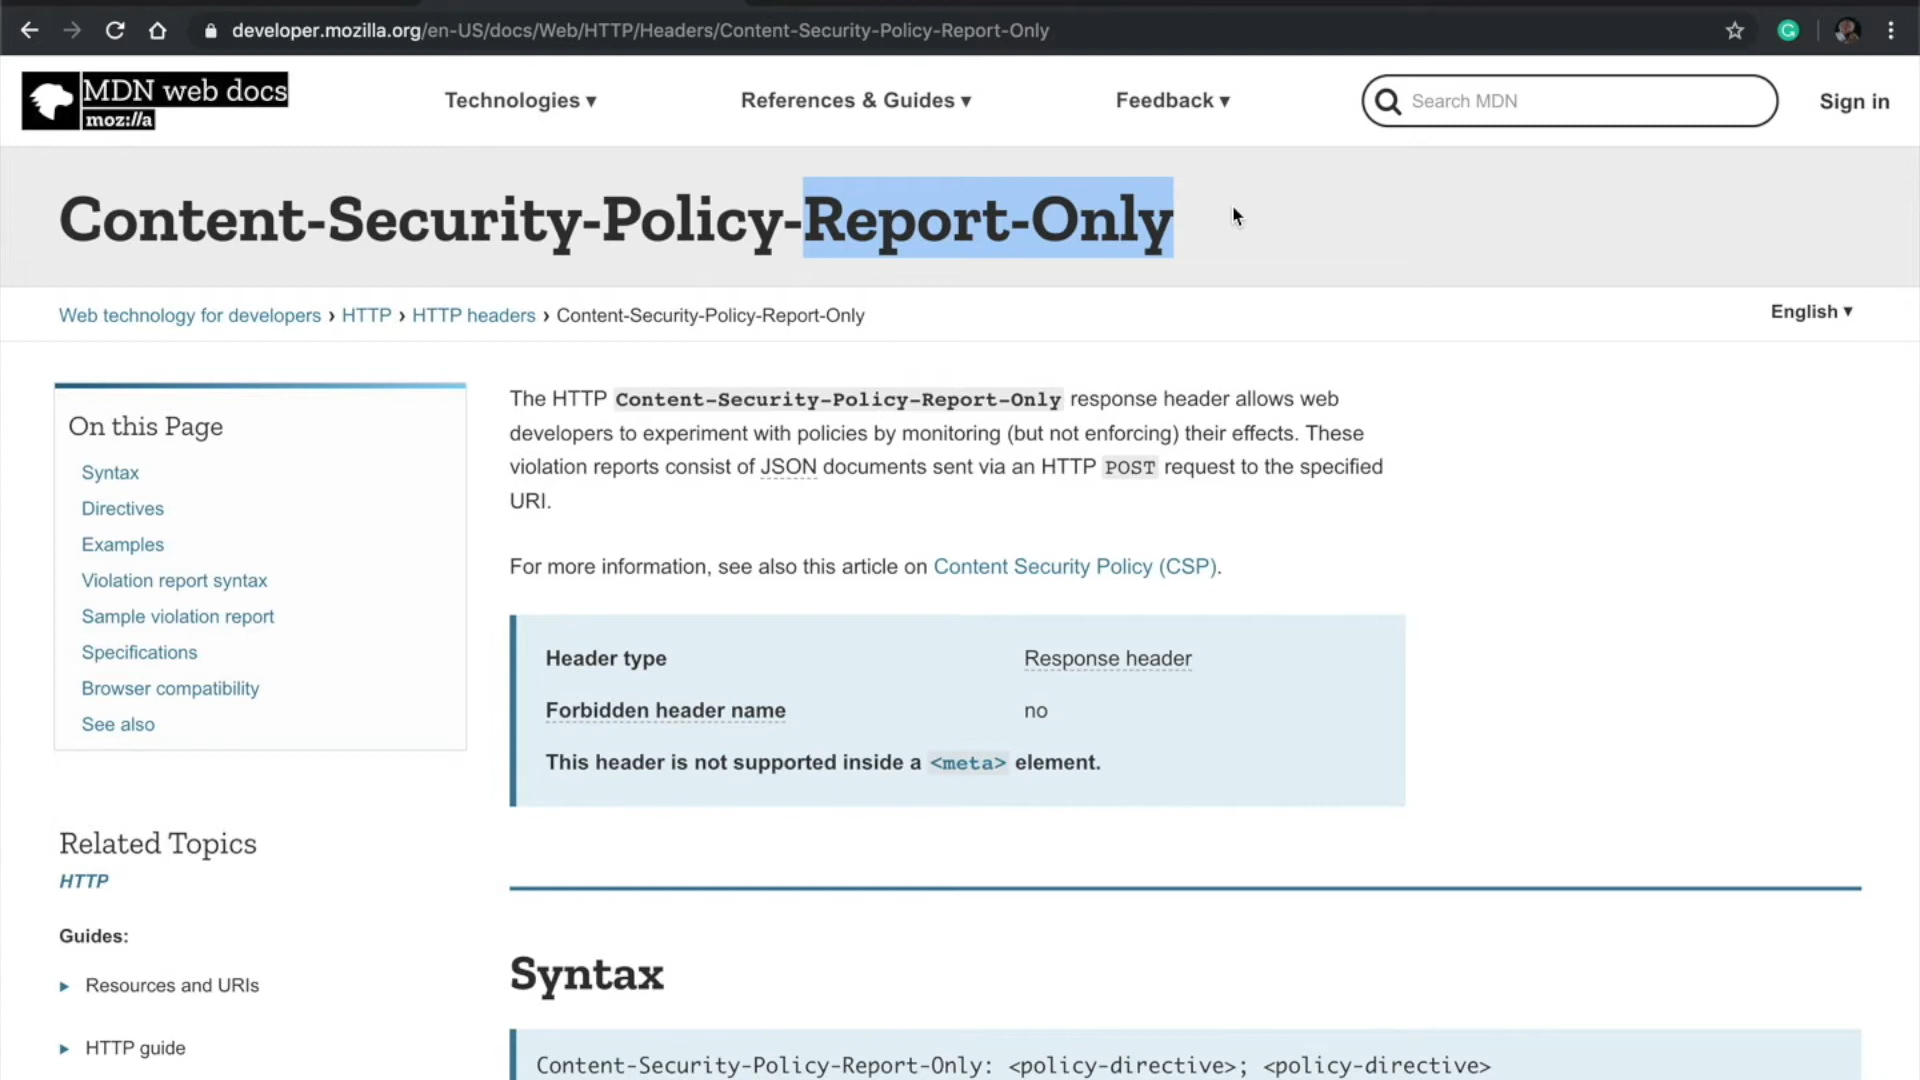 developer.mozilla.org/en-US/docs/Web/HTTP/Headers/Content-Security-Policy-Report-Only
MDN web docs
moz://a
Technologies ▾
References & Guides ▾
Feedback ▾
Search MDN
Sign in
Content-Security-Policy-Report-Only
Web technology for developers › HTTP › HTTP headers › Content-Security-Policy-Report-Only
English ▾
On this Page
Syntax
Directives
Examples
Violation report syntax
Sample violation report
Specifications
Browser compatibility
See also
Related Topics
HTTP
Guides:
Resources and URIs
HTTP guide
The HTTP Content-Security-Policy-Report-Only response header allows web
developers to experiment with policies by monitoring (but not enforcing) their effects. These
violation reports consist of JSON documents sent via an HTTP POST request to the specified
URI.
For more information, see also this article on Content Security Policy (CSP).
Header type Response header
Forbidden header name no
This header is not supported inside a <meta> element.
Syntax
Content-Security-Policy-Report-Only: <policy-directive>; <policy-directive>